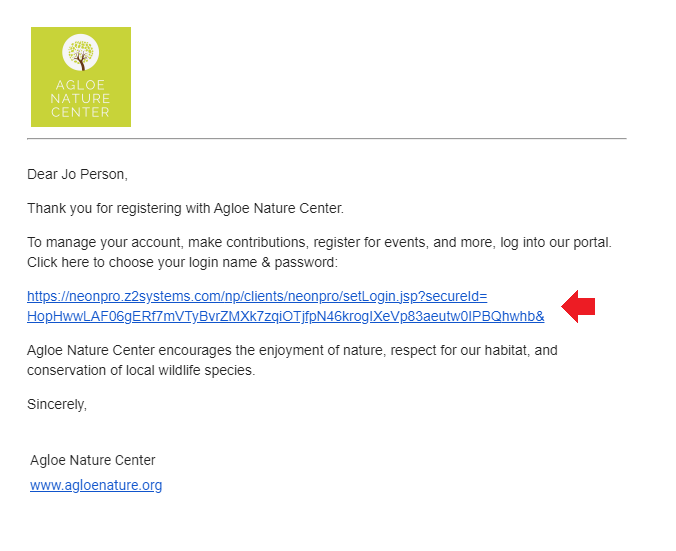 AGLOE
NATURE
CENTER
Dear Jo Person,
Thank you for registering with Agloe Nature Center.
To manage your account, make contributions, register for events, and more, log into our portal.
Click here to choose your login name & password:
https://neonpro.z2systems.com/np/clients/neonpro/setLogin.jsp?secureId=
HopHwwLAF06gERf7mVTyBvrZMXk7zqiOTjfpN46krogIXeVp83aeutw0IPBQhwhb&
Agloe Nature Center encourages the enjoyment of nature, respect for our habitat, and
conservation of local wildlife species.
Sincerely,
Agloe Nature Center
www.agloenature.org